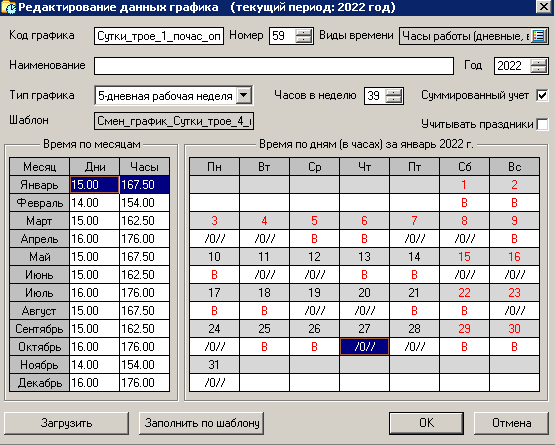 Редактирование данных графика (текущий период: 2022 год)
Код графика Сутки_трое_1_почас_оп Номер 59 Виды времени Часы работы (дневные, в
Наименование Год 2022
Тип графика 5-дневная рабочая неделя Часов в неделю 39 Суммированный учет
Шаблон Смен_график_Сутки_трое_4_ Учитывать праздники
Время по месяцам Время по дням (в часах) за январь 2022 г.
Месяц Дни Часы Пн Вт Ср Чт Пт Сб Вс
Январь 15.00 167.50 1 2
Февраль 14.00 154.00 В В
Март 15.00 162.50 3 4 5 6 7 8 9
Апрель 16.00 176.00 /0// /0// В В /0// /0// В
Май 15.00 167.50 10 11 12 13 14 15 16
Июнь 15.00 162.50 В /0// /0// В В /0// /0//
Июль 16.00 176.00 17 18 19 20 21 22 23
Август 15.00 167.50 В В /0// /0// В В /0//
Сентябрь 15.00 162.50 24 25 26 27 28 29 30
Октябрь 16.00 176.00 /0// В В /0// /0// В В
Ноябрь 14.00 154.00 31
Декабрь 16.00 176.00 /0//
Загрузить Заполнить по шаблону OK Отмена